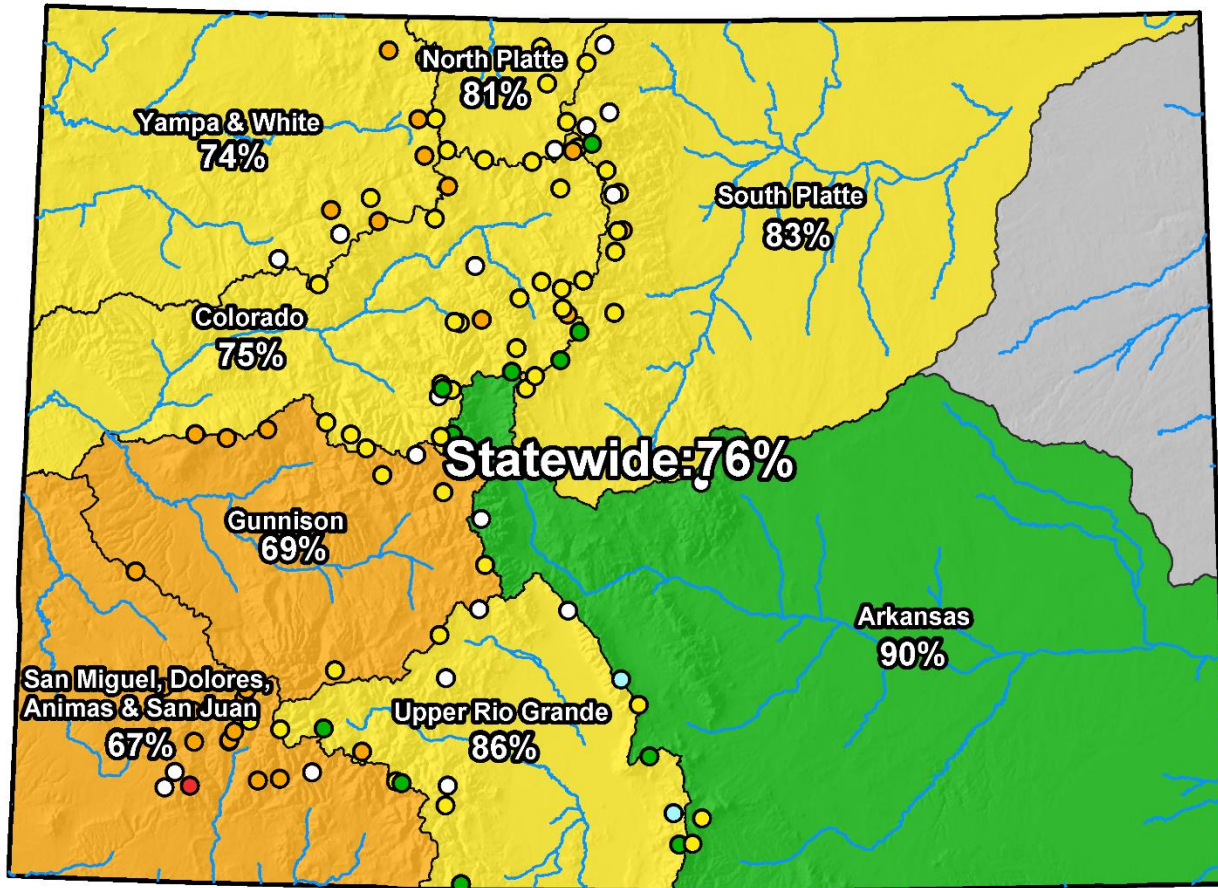 North Platte
81%
Yampa & White
74%
South Platte
83%
Colorado
75%
Statewide:76%
Gunnison
69%
Arkansas
90%
San Miguel, Dolores,
Animas & San Juan
67%
Upper Rio Grande
86%